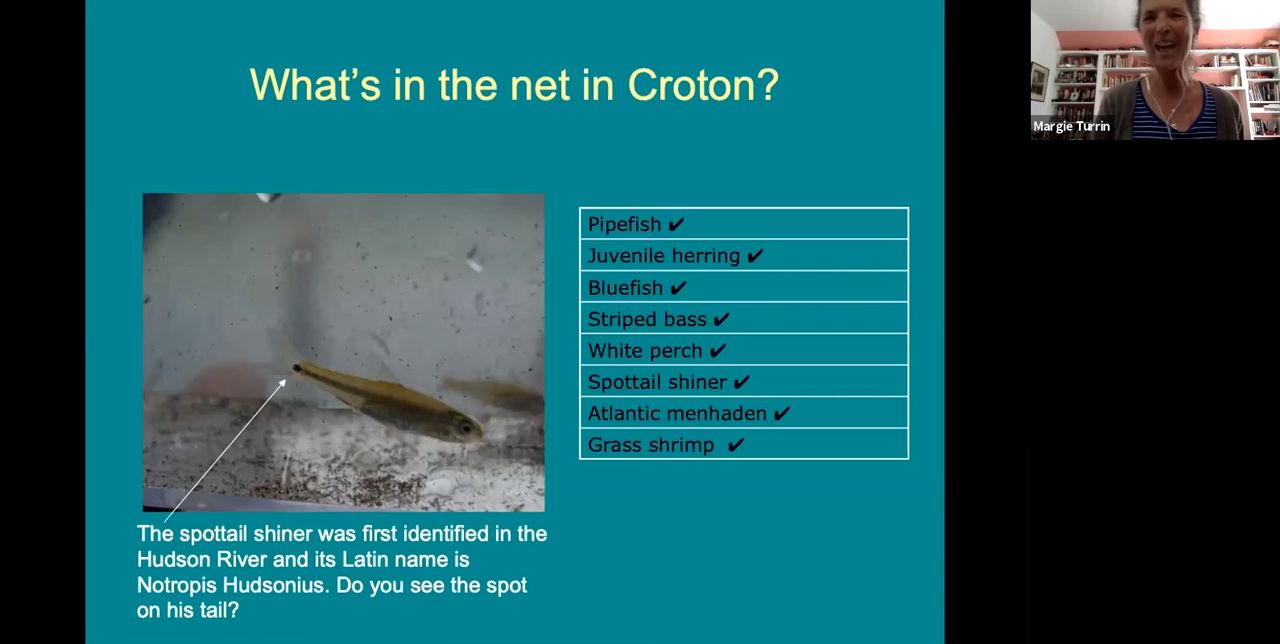 What's in the net in Croton?
Margie Turrin
Pipefish ✔
Juvenile herring ✔
Bluefish ✔
Striped bass ✔
White perch ✔
Spottail shiner ✔
Atlantic menhaden ✔
Grass shrimp ✔
The spottail shiner was first identified in the
Hudson River and its Latin name is
Notropis Hudsonius. Do you see the spot
on his tail?